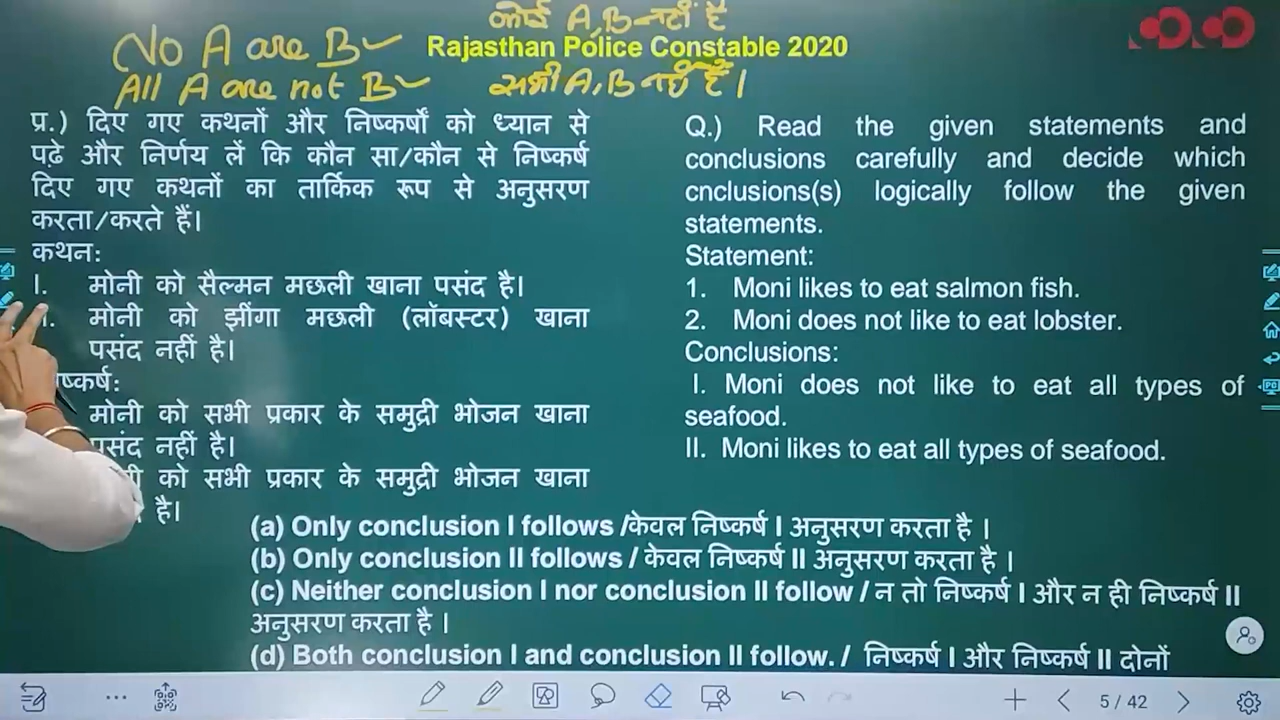 कोई A, B नहीं है
No A are B
Rajasthan Police Constable 2020
All A are not B
सभी A, B नहीं है।
प्र.) दिए गए कथनों और निष्कर्षों को ध्यान से
पढ़े और निर्णय लें कि कौन सा/कौन से निष्कर्ष
दिए गए कथनों का तार्किक रूप से अनुसरण
करता/करते हैं।
कथन:
I. मोनी को सैल्मन मछली खाना पसंद है।
मोनी को झींगा मछली (लॉबस्टर) खाना
पसंद नहीं है।
ष्कर्ष:
मोनी को सभी प्रकार के समुद्री भोजन खाना
पसंद नहीं है।
को सभी प्रकार के समुद्री भोजन खाना
है।
Q.) Read the given statements and
conclusions carefully and decide which
cnclusions(s) logically follow the given
statements.
Statement:
1. Moni likes to eat salmon fish.
2. Moni does not like to eat lobster.
Conclusions:
I. Moni does not like to eat all types of
seafood.
II. Moni likes to eat all types of seafood.
(a) Only conclusion I follows /केवल निष्कर्ष I अनुसरण करता है ।
(b) Only conclusion II follows / केवल निष्कर्ष II अनुसरण करता है ।
(c) Neither conclusion I nor conclusion II follow / न तो निष्कर्ष I और न ही निष्कर्ष II
अनुसरण करता है ।
(d) Both conclusion I and conclusion II follow. / निष्कर्ष I और निष्कर्ष II दोनों
5 / 42